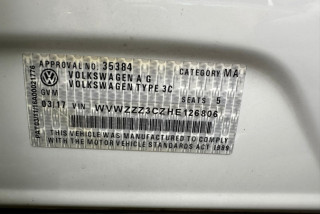 APPROVAL NO. 35384
VOLKSWAGEN AG
VOLKSWAGEN TYPE 3C
CATEGORY MA
GVM
SEATS 5
03.17 VIN WVWZZZ3CZHE126806
THIS VEHICLE WAS MANUFACTURED TO COMPLY
WITH THE MOTOR VEHICLE STANDARDS ACT 1989